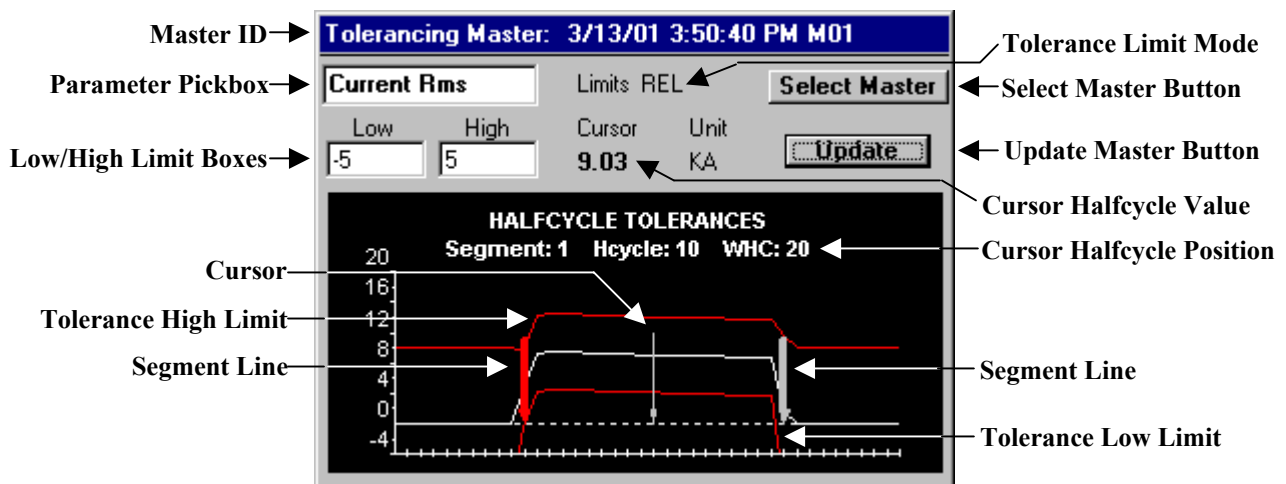 Master ID
Tolerancing Master: 3/13/01 3:50:40 PM M01
Tolerance Limit Mode
Parameter Pickbox
Current Rms
Limits REL
Select Master
Select Master Button
Low High Cursor Unit
Low/High Limit Boxes
-5 5 9.03 KA
Update
Update Master Button
Cursor Halfcycle Value
HALFCYCLE TOLERANCES
Segment: 1 Hcycle: 10 WHC: 20
Cursor Halfcycle Position
Cursor
Tolerance High Limit
Segment Line
Segment Line
Tolerance Low Limit
20
16
12
8
4
0
-4